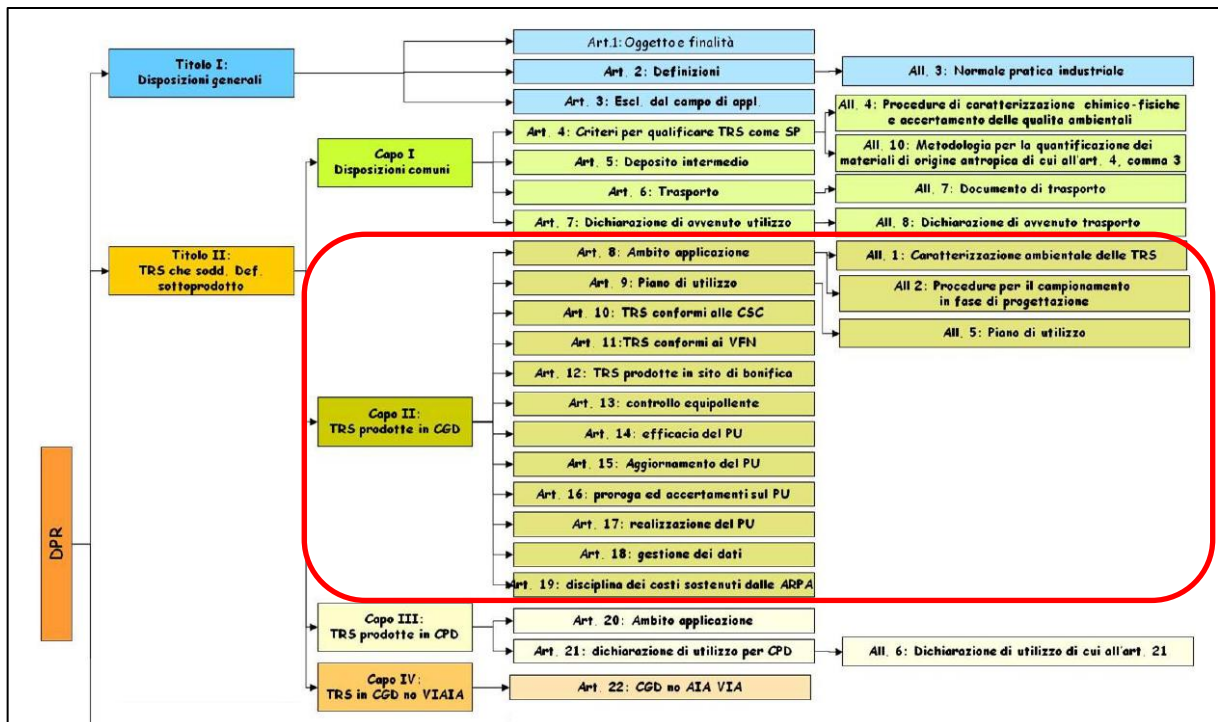 DPR
Titolo I:
Disposizioni generali
Art.1: Oggetto e finalità
Art. 2: Definizioni
All. 3: Normale pratica industriale
Art. 3: Escl. dal campo di appl.
Titolo II:
TRS che sodd. Def.
sottoprodotto
Capo I
Disposizioni comuni
Art. 4: Criteri per qualificare TRS come SP
All. 4: Procedure di caratterizzazione chimico-fisiche
e accertamento delle qualita ambientali
All. 10: Metodologia per la quantificazione dei
materiali di origine antropica di cui all'art. 4, comma 3
Art. 5: Deposito intermedio
Art. 6: Trasporto
All. 7: Documento di trasporto
Art. 7: Dichiarazione di avvenuto utilizzo
All. 8: Dichiarazione di avvenuto trasporto
Capo II:
TRS prodotte in CGD
Art. 8: Ambito applicazione
All. 1: Caratterizzazione ambientale delle TRS
All 2: Procedure per il campionamento
in fase di progettazione
Art. 9: Piano di utilizzo
All. 5: Piano di utilizzo
Art. 10: TRS conformi alle CSC
Art. 11:TRS conformi ai VFN
Art. 12: TRS prodotte in sito di bonifica
Art. 13: controllo equipollente
Art. 14: efficacia del PU
Art. 15: Aggiornamento del PU
Art. 16: proroga ed accertamenti sul PU
Art. 17: realizzazione del PU
Art. 18: gestione dei dati
Art. 19: disciplina dei costi sostenuti dalle ARPA
Capo III:
TRS prodotte in CPD
Art. 20: Ambito applicazione
Art. 21: dichiarazione di utilizzo per CPD
All. 6: Dichiarazione di utilizzo di cui all'art. 21
Capo IV:
TRS in CGD no VIAIA
Art. 22: CGD no AIA VIA